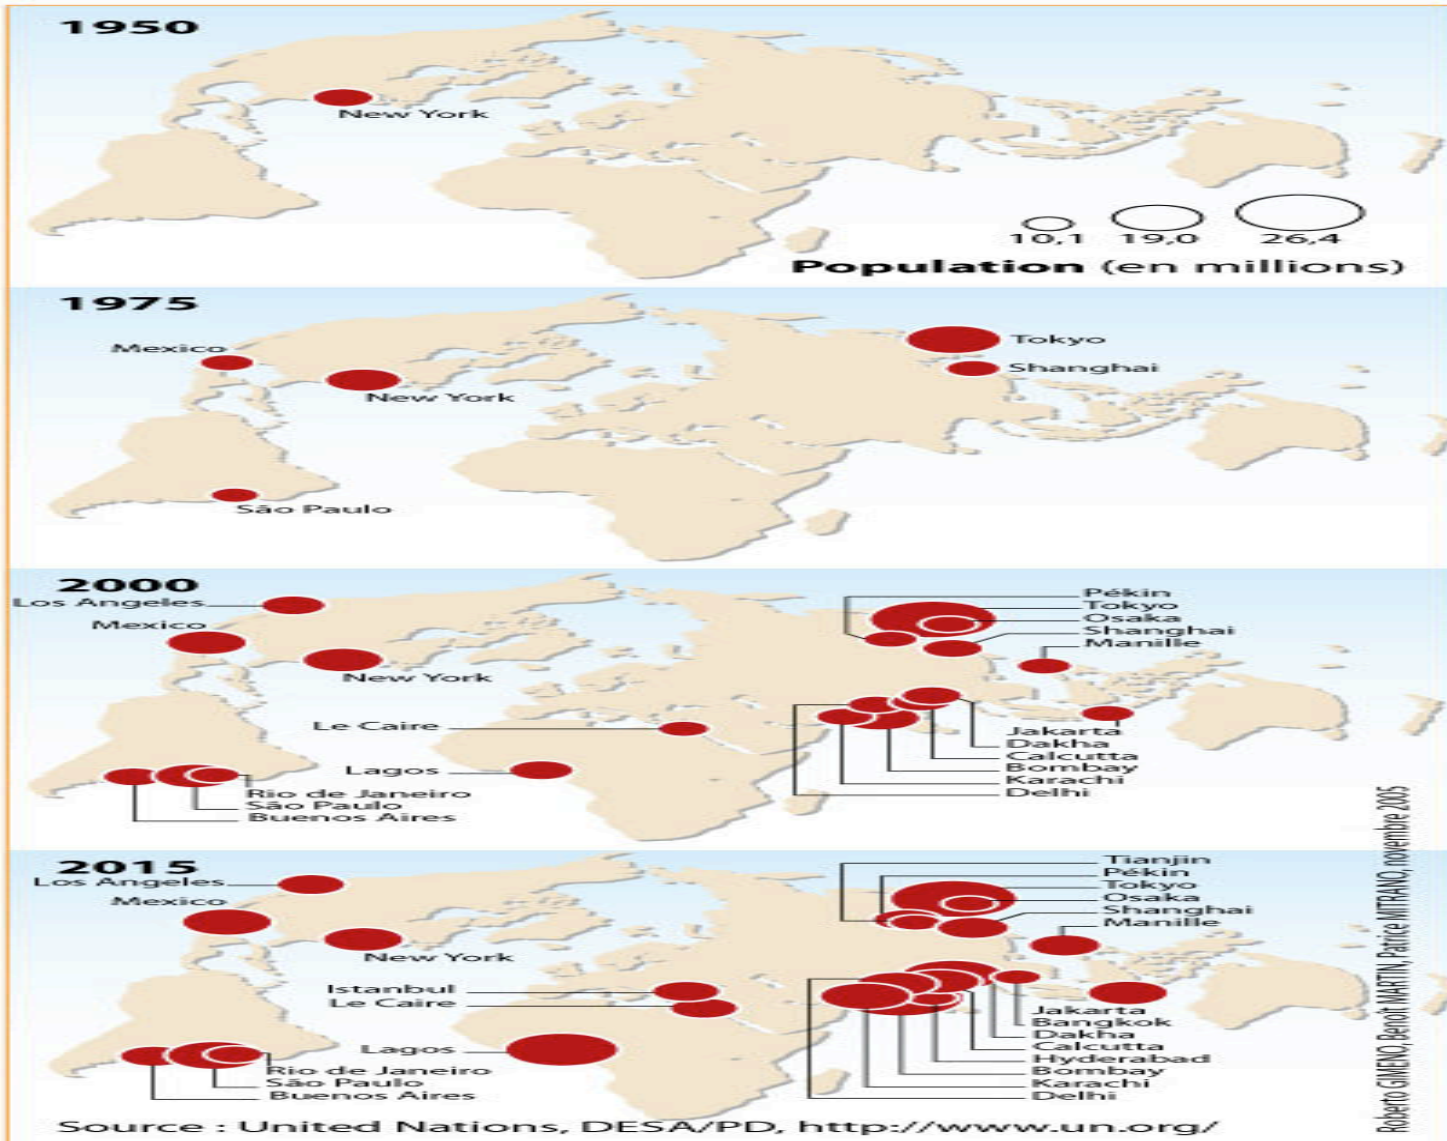 1950
New York
10,1 19,0 26,4
Population (en millions)
1975
Mexico
Tokyo
Shanghai
New York
São Paulo
2000
Los Angeles
Mexico
New York
Pékin
Tokyo
Osaka
Shanghai
Manille
Le Caire
Lagos
Jakarta
Dakha
Calcutta
Bombay
Karachi
Delhi
Rio de Janeiro
São Paulo
Buenos Aires
2015
Los Angeles
Mexico
New York
Tianjin
Pékin
Tokyo
Osaka
Shanghai
Manille
Istanbul
Le Caire
Lagos
Jakarta
Bangkok
Dakha
Calcutta
Hyderabad
Bombay
Karachi
Delhi
Rio de Janeiro
São Paulo
Buenos Aires
Source : United Nations, DESA/PD, http://www.un.org/
Roberto GIMENO, Benoît MARTIN, Patrice MITRANO, novembre 2005